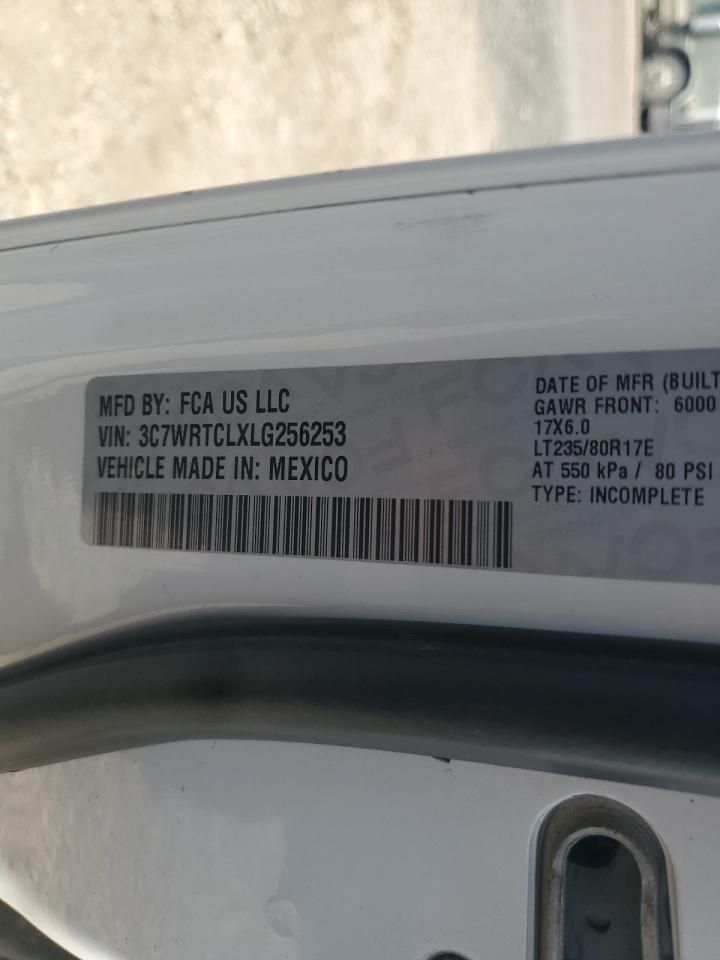 MFD BY: FCA US LLC
VIN: 3C7WRTCLXLG256253
VEHICLE MADE IN: MEXICO
DATE OF MFR (BUILT
GAWR FRONT: 6000
17X6.0
LT235/80R17E
AT 550 kPa / 80 PSI
TYPE: INCOMPLETE